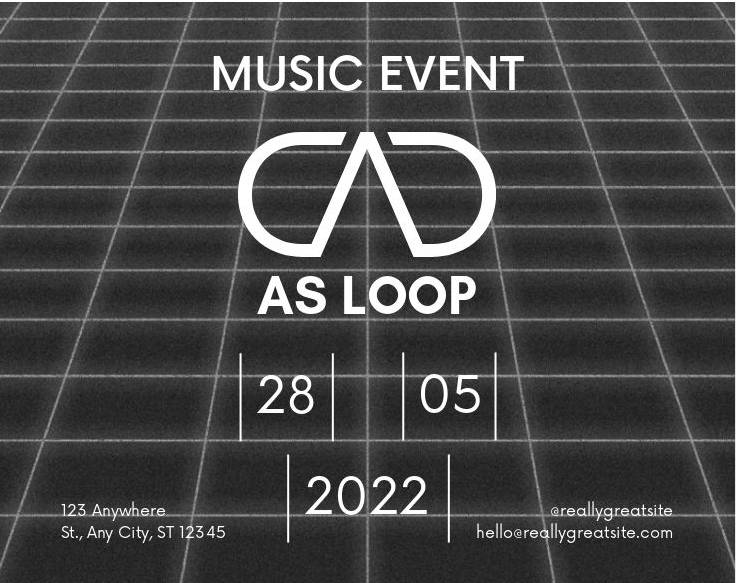 MUSIC EVENT
AS LOOP
28 05
2022
123 Anywhere
St., Any City, ST 12345
@reallygreatsite
hello@reallygreatsite.com